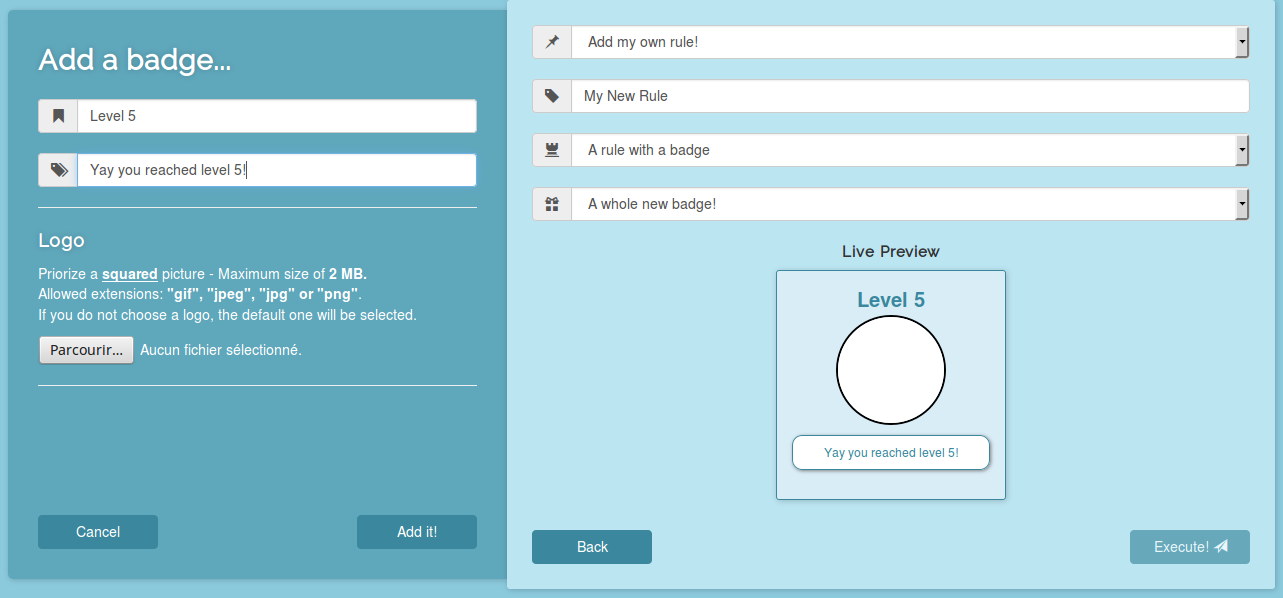 Add a badge...
Level 5
Yay you reached level 5!
Logo
Priorize a squared picture - Maximum size of 2 MB.
Allowed extensions: "gif", "jpeg", "jpg" or "png".
If you do not choose a logo, the default one will be selected.
Parcourir... Aucun fichier sélectionné.
Cancel
Add it!
Add my own rule!
My New Rule
A rule with a badge
A whole new badge!
Live Preview
Level 5
Yay you reached level 5!
Back
Execute!